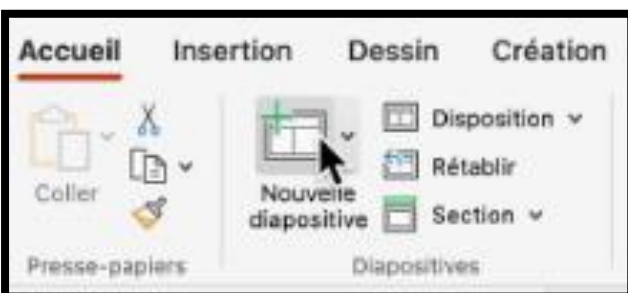 Accueil Insertion Dessin Création
Coller
Nouvelle
diapositive
Disposition
Rétablir
Section
Presse-papiers
Diapositives